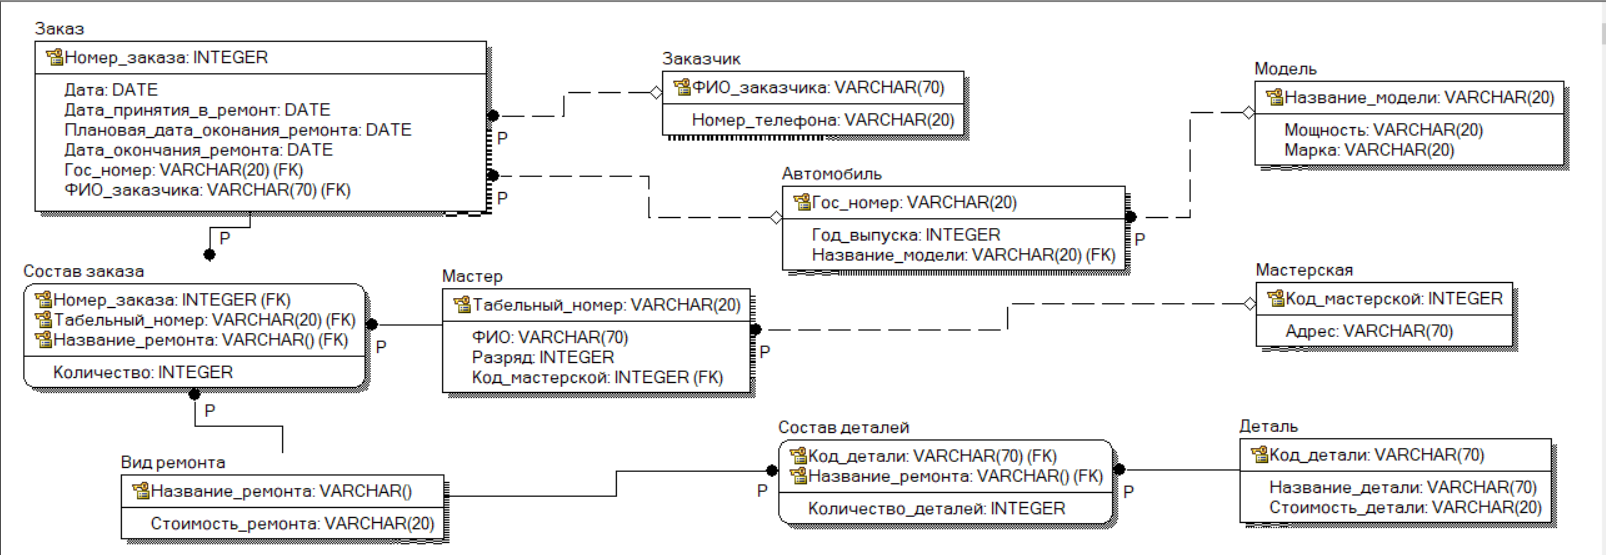 Заказ
Номер_заказа: INTEGER
Дата: DATE
Дата_принятия_в_ремонт: DATE
Плановая_дата_оконания_ремонта: DATE
Дата_окончания_ремонта: DATE
Гос_номер: VARCHAR(20) (FK)
ФИО_заказчика: VARCHAR(70) (FK)
P
P
P
Заказчик
ФИО_заказчика: VARCHAR(70)
Номер_телефона: VARCHAR(20)
Модель
Название_модели: VARCHAR(20)
Мощность: VARCHAR(20)
Марка: VARCHAR(20)
Автомобиль
Гос_номер: VARCHAR(20)
Год_выпуска: INTEGER
Название_модели: VARCHAR(20) (FK)
P
Состав заказа
Номер_заказа: INTEGER (FK)
Табельный_номер: VARCHAR(20) (FK)
Название_ремонта: VARCHAR() (FK)
Количество: INTEGER
P
P
Мастер
Табельный_номер: VARCHAR(20)
ФИО: VARCHAR(70)
Разряд: INTEGER
Код_мастерской: INTEGER (FK)
P
Мастерская
Код_мастерской: INTEGER
Адрес: VARCHAR(70)
Вид ремонта
Название_ремонта: VARCHAR()
Стоимость_ремонта: VARCHAR(20)
P
Состав деталей
Код_детали: VARCHAR(70) (FK)
Название_ремонта: VARCHAR() (FK)
Количество_деталей: INTEGER
P
Деталь
Код_детали: VARCHAR(70)
Название_детали: VARCHAR(70)
Стоимость_детали: VARCHAR(20)